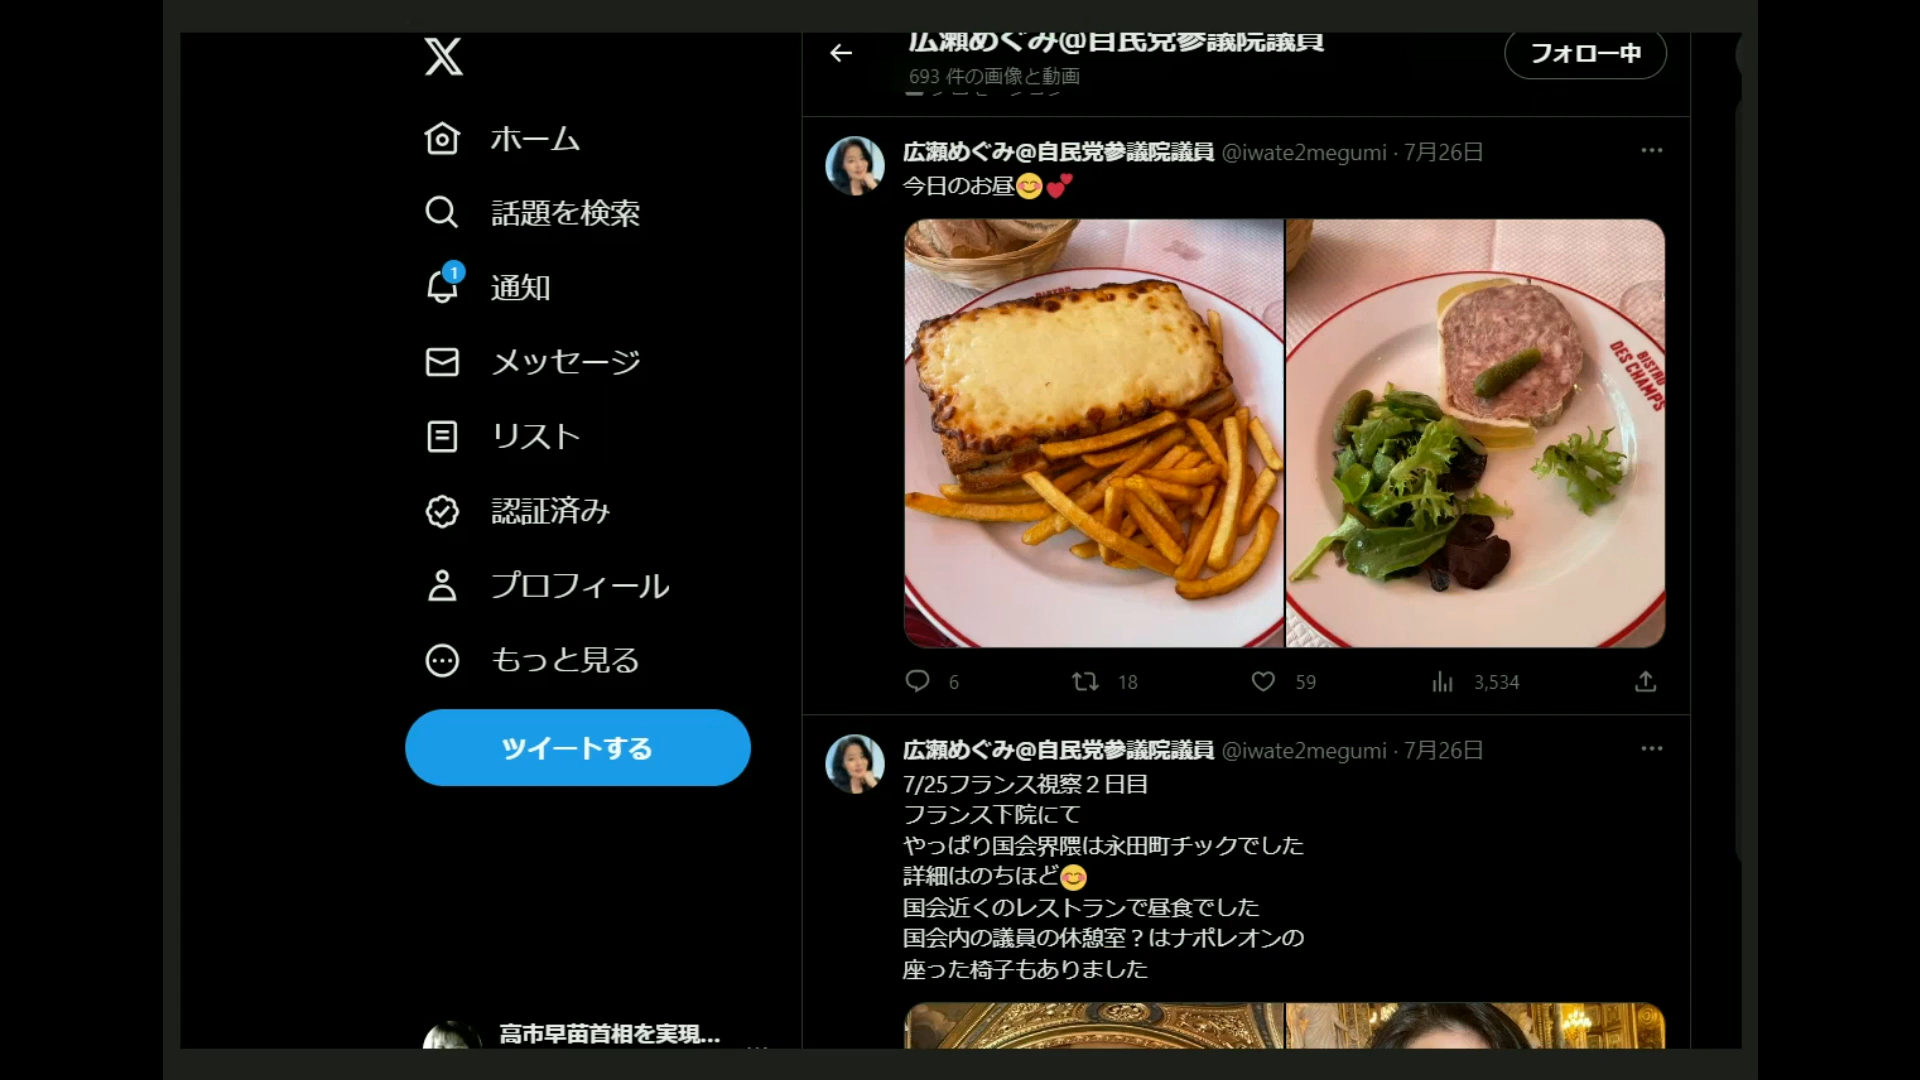 広瀬めぐみ@自民党参議院議員
693 件の画像と動画
フォロー中
ホーム
話題を検索
1
通知
メッセージ
リスト
認証済み
プロフィール
もっと見る
ツイートする
高市早苗首相を実現...
広瀬めぐみ@自民党参議院議員 @iwate2megumi · 7月26日
今日のお昼😊💕
BISTRO
BISTRO
DES CHAMPS
6 18 59 3,534
広瀬めぐみ@自民党参議院議員 @iwate2megumi · 7月26日
7/25フランス視察２日目
フランス下院にて
やっぱり国会界隈は永田町チックでした
詳細はのちほど😊
国会近くのレストランで昼食でした
国会内の議員の休憩室？はナポレオンの
座った椅子もありました